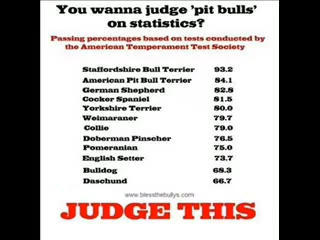 You wanna judge 'pit bulls'
on statistics?
Passing percentages based on tests conducted by
the American Temperament Test Society
Staffordshire Bull Terrier 93.2
American Pit Bull Terrier 84.1
German Shepherd 82.8
Cocker Spaniel 81.5
Yorkshire Terrier 80.0
Weimaraner 79.7
Collie 79.0
Doberman Pinscher 76.5
Pomeranian 75.0
English Setter 73.7
Bulldog 68.3
Daschund 66.7
www.blessthebullys.com
JUDGE THIS